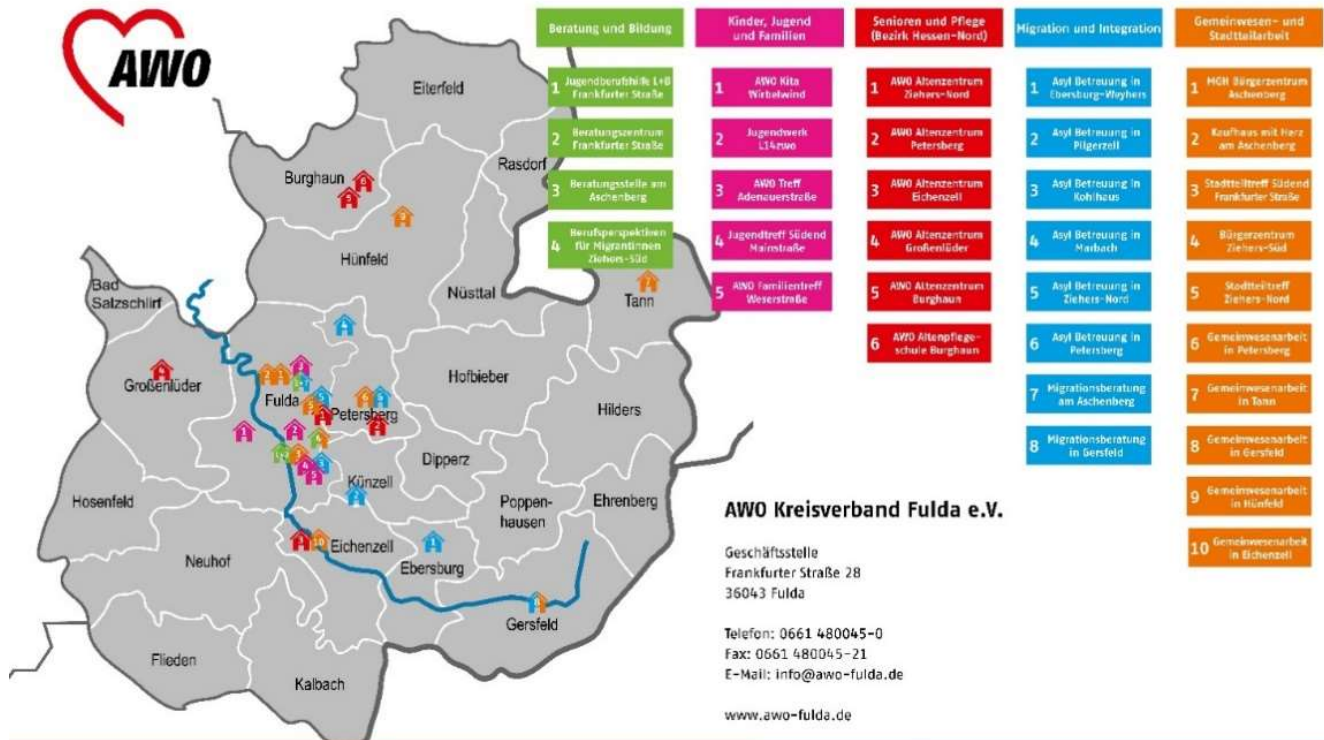 AWO
Beratung und Bildung
1 Jugendberufshilfe L+B
Frankfurter Straße
2 Beratungszentrum
Frankfurter Straße
3 Beratungsstelle am
Aschenberg
4 Berufsperspektiven
für Migrantinnen
Ziehers-Süd
Kinder, Jugend
und Familien
1 AWO Kita
Wirbelwind
2 Jugendwerk
L14zwo
3 AWO Treff
Adenauerstraße
4 Jugendtreff Südend
Mainstraße
5 AWO Familientreff
Weserstraße
Senioren und Pflege
(Bezirk Hessen-Nord)
1 AWO Altenzentrum
Ziehers-Nord
2 AWO Altenzentrum
Petersberg
3 AWO Altenzentrum
Eichenzell
4 AWO Altenzentrum
Großenlüder
5 AWO Altenzentrum
Burghaun
6 AWO Altenpflege-
schule Burghaun
Migration und Integration
1 Asyl Betreuung in
Ebersburg-Weyhers
2 Asyl Betreuung in
Pilgerzell
3 Asyl Betreuung in
Kohlhaus
4 Asyl Betreuung in
Marbach
5 Asyl Betreuung in
Ziehers-Nord
6 Asyl Betreuung in
Petersberg
7 Migrationsberatung
am Aschenberg
8 Migrationsberatung
in Gersfeld
Gemeinwesen- und
Stadtteilarbeit
1 MGH Bürgerzentrum
Aschenberg
2 Kaufhaus mit Herz
am Aschenberg
3 Stadtteiltreff Südend
Frankfurter Straße
4 Bürgerzentrum
Ziehers-Süd
5 Stadtteiltreff
Ziehers-Nord
6 Gemeinwesenarbeit
in Petersberg
7 Gemeinwesenarbeit
in Tann
8 Gemeinwesenarbeit
in Gersfeld
9 Gemeinwesenarbeit
in Hünfeld
10 Gemeinwesenarbeit
in Eichenzell
Eiterfeld
Rasdorf
Burghaun
Hünfeld
Nüsttal
Tann
Bad
Salzschlirf
Großenlüder
Fulda
Petersberg
Hofbieber
Hilders
Dipperz
Künzell
Hosenfeld
Poppen-
hausen
Ehrenberg
Neuhof
Eichenzell
Ebersburg
Gersfeld
Flieden
Kalbach
AWO Kreisverband Fulda e.V.
Geschäftsstelle
Frankfurter Straße 28
36043 Fulda
Telefon: 0661 480045-0
Fax: 0661 480045-21
E-Mail: info@awo-fulda.de
www.awo-fulda.de